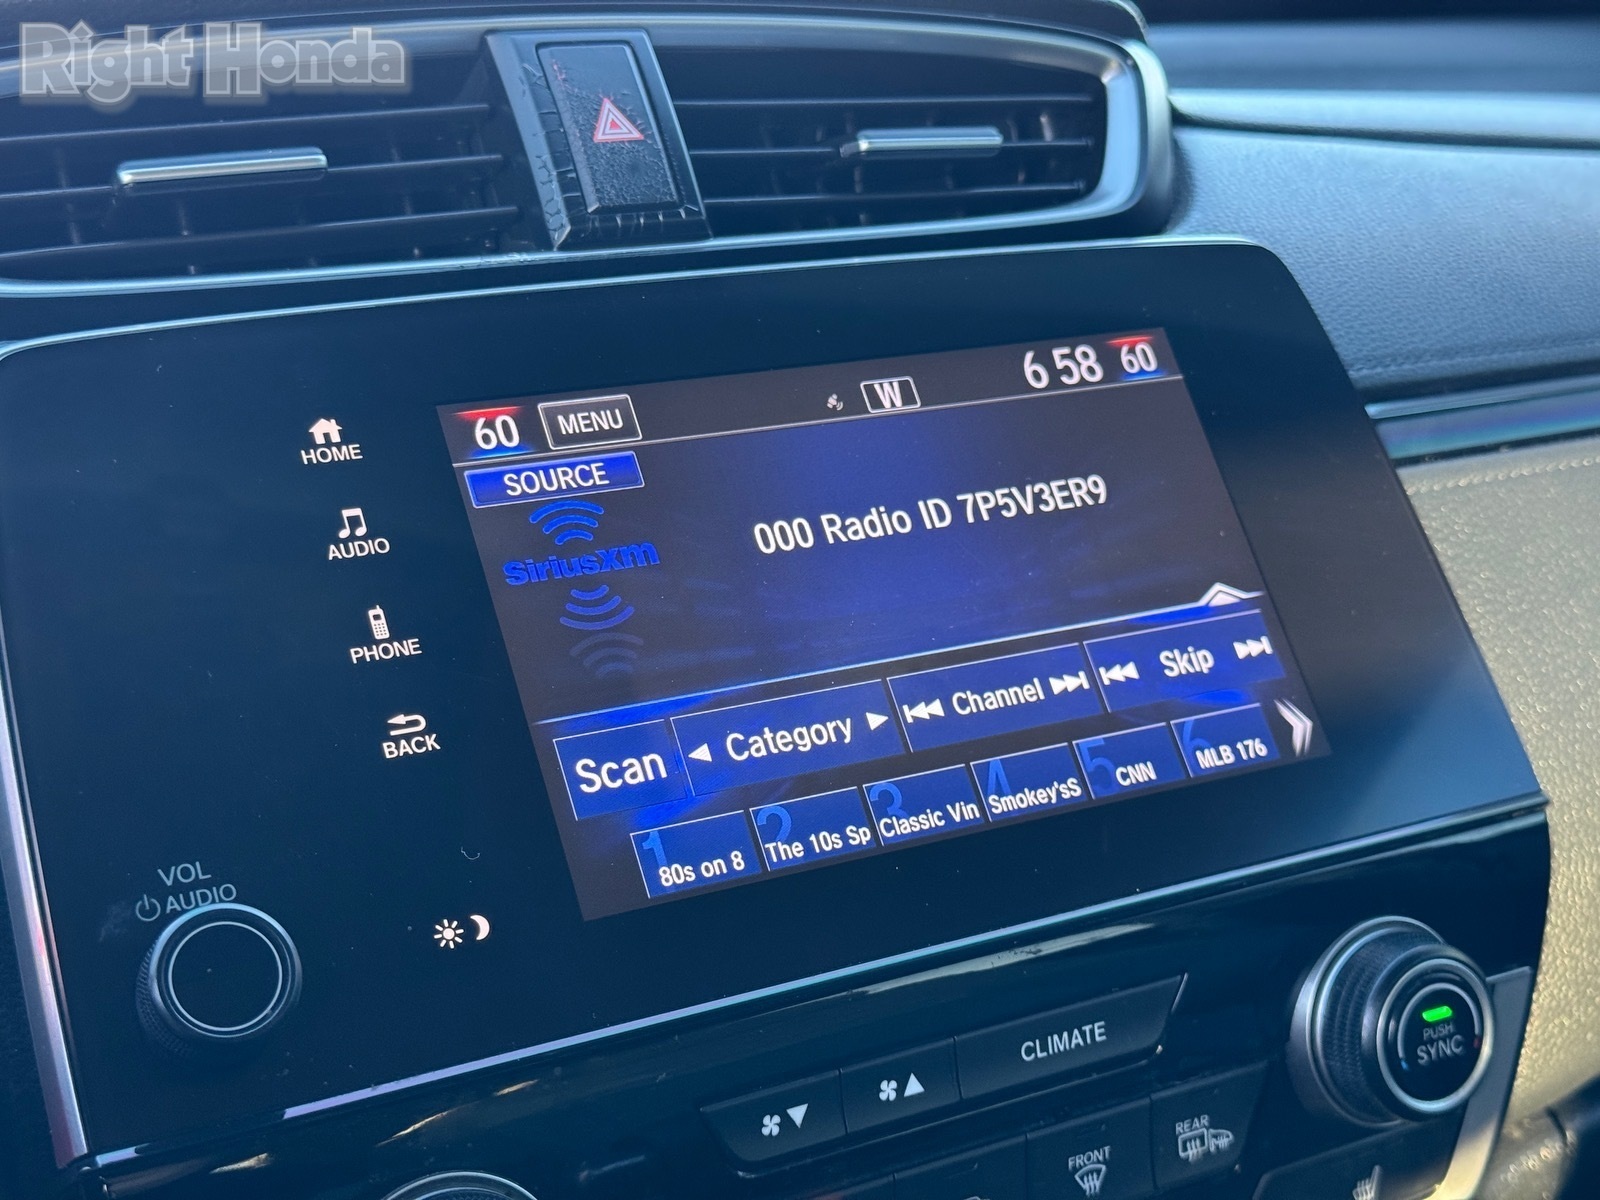 Right Honda
60 MENU W 6 58 60
SOURCE
SiriusXm
000 Radio ID 7P5V3ER9
Scan Category Channel Skip
1 80s on 8
2 The 10s Sp
3 Classic Vin
4 Smokey'sS
5 CNN
6 MLB 176
HOME
AUDIO
PHONE
BACK
VOL
AUDIO
CLIMATE
PUSH
SYNC
FRONT
REAR